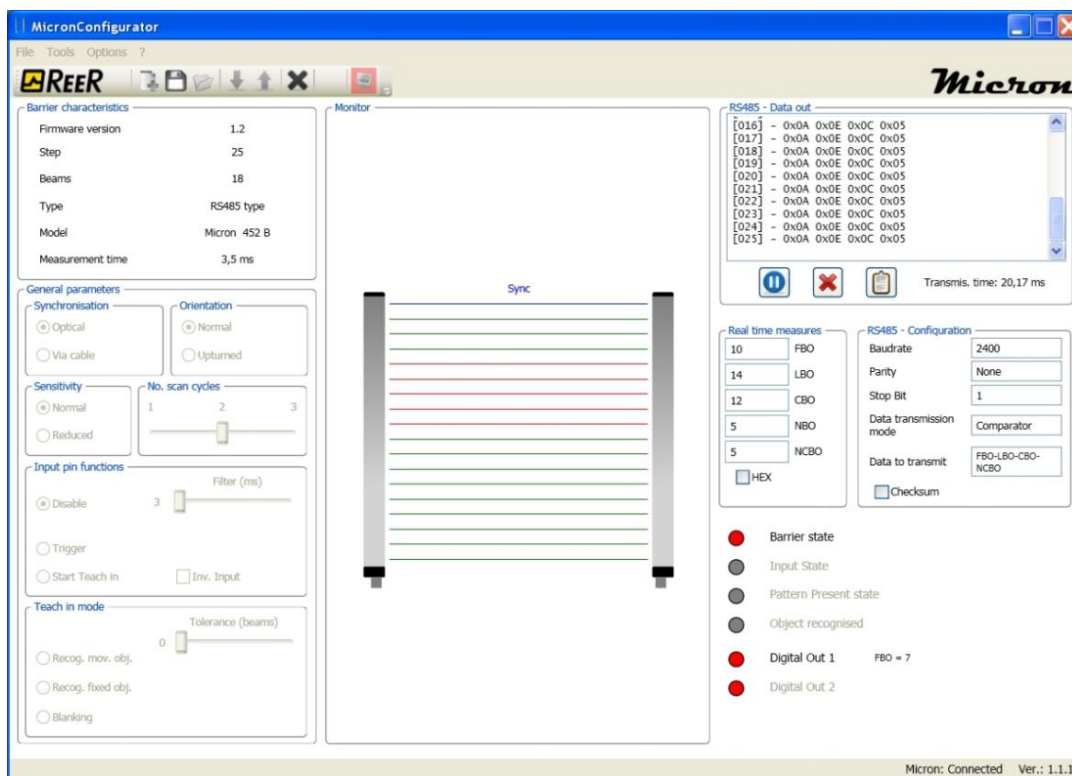 MicronConfigurator
File Tools Options ?
REER
Micron
Barrier characteristics
Firmware version 1.2
Step 25
Beams 18
Type RS485 type
Model Micron 452 B
Measurement time 3,5 ms
General parameters
Synchronisation
Optical
Via cable
Orientation
Normal
Upturned
Sensitivity
Normal
Reduced
No. scan cycles
1 2 3
Input pin functions
Filter (ms)
Disable 3
Trigger
Start Teach in Inv. Input
Teach in mode
Tolerance (beams)
0
Recog. mov. obj.
Recog. fixed obj.
Blanking
Monitor
Sync
RS485 - Data out
[016] - 0x0A 0x0E 0x0C 0x05
[017] - 0x0A 0x0E 0x0C 0x05
[018] - 0x0A 0x0E 0x0C 0x05
[019] - 0x0A 0x0E 0x0C 0x05
[020] - 0x0A 0x0E 0x0C 0x05
[021] - 0x0A 0x0E 0x0C 0x05
[022] - 0x0A 0x0E 0x0C 0x05
[023] - 0x0A 0x0E 0x0C 0x05
[024] - 0x0A 0x0E 0x0C 0x05
[025] - 0x0A 0x0E 0x0C 0x05
Transmis. time: 20,17 ms
Real time measures
10 FBO
14 LBO
12 CBO
5 NBO
5 NCBO
HEX
RS485 - Configuration
Baudrate 2400
Parity None
Stop Bit 1
Data transmission
mode
Comparator
Data to transmit
FBO-LBO-CBO-
NCBO
Checksum
Barrier state
Input State
Pattern Present state
Object recognised
Digital Out 1 FBO = 7
Digital Out 2
Micron: Connected Ver.: 1.1.1